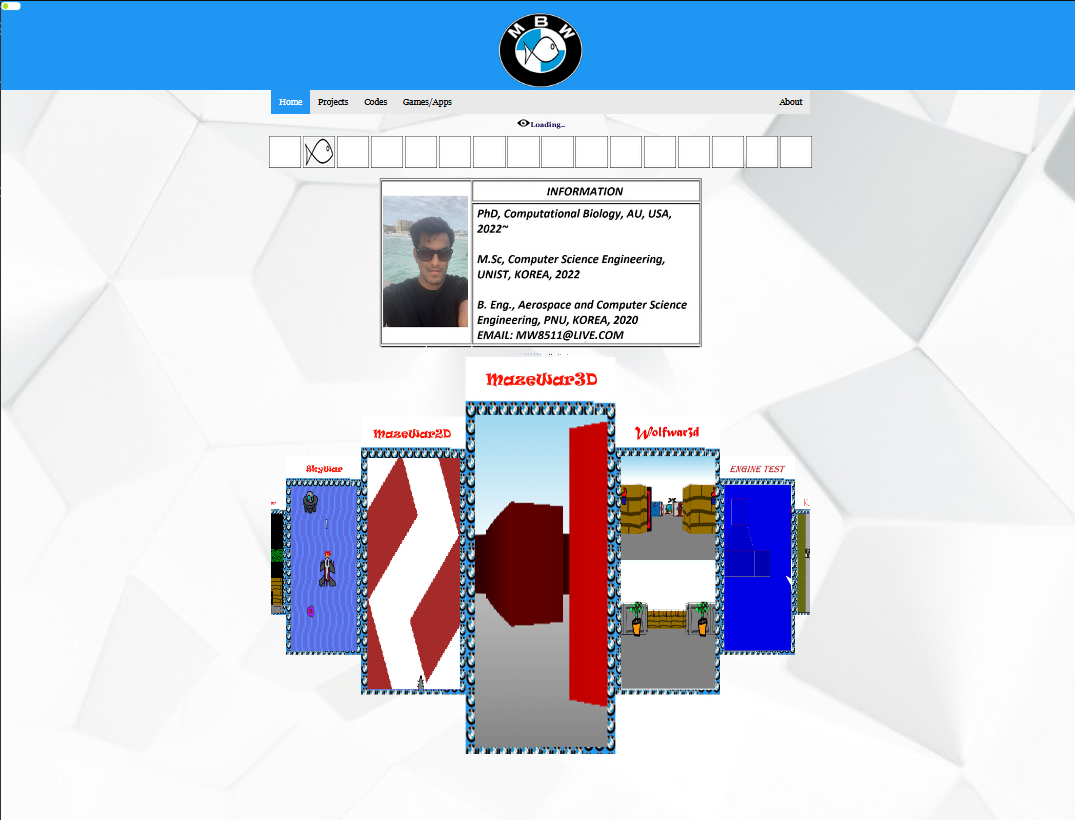 MBW
Home Projects Codes Games/Apps About
Loading..
INFORMATION
PhD, Computational Biology, AU, USA,
2022~
M.Sc, Computer Science Engineering,
UNIST, KOREA, 2022
B. Eng., Aerospace and Computer Science
Engineering, PNU, KOREA, 2020
EMAIL: MW8511@LIVE.COM
MazeWar3D
MazeWar2D
Wolfwar3d
SkyWar
ENGINE TEST